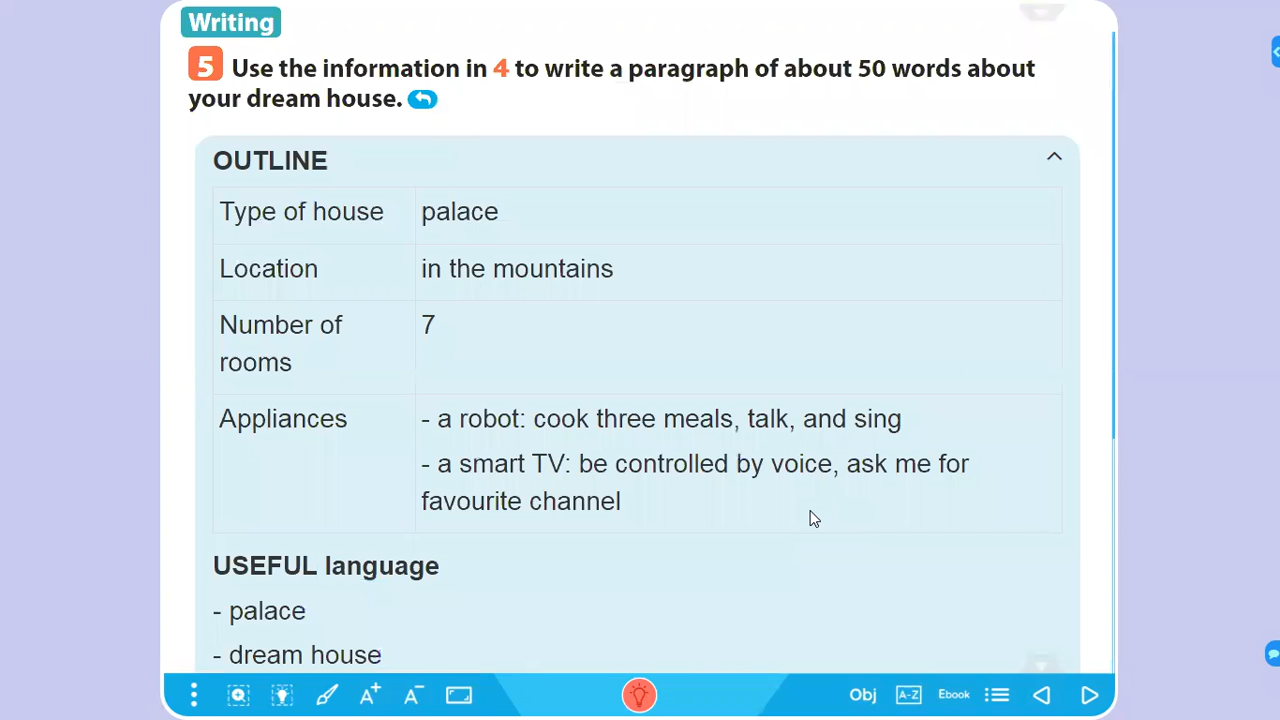 Writing
5 Use the information in 4 to write a paragraph of about 50 words about
your dream house.
OUTLINE
Type of house palace
Location in the mountains
Number of rooms 7
Appliances - a robot: cook three meals, talk, and sing
- a smart TV: be controlled by voice, ask me for
favourite channel
USEFUL language
- palace
- dream house
A+ A- Obj A-Z Ebook